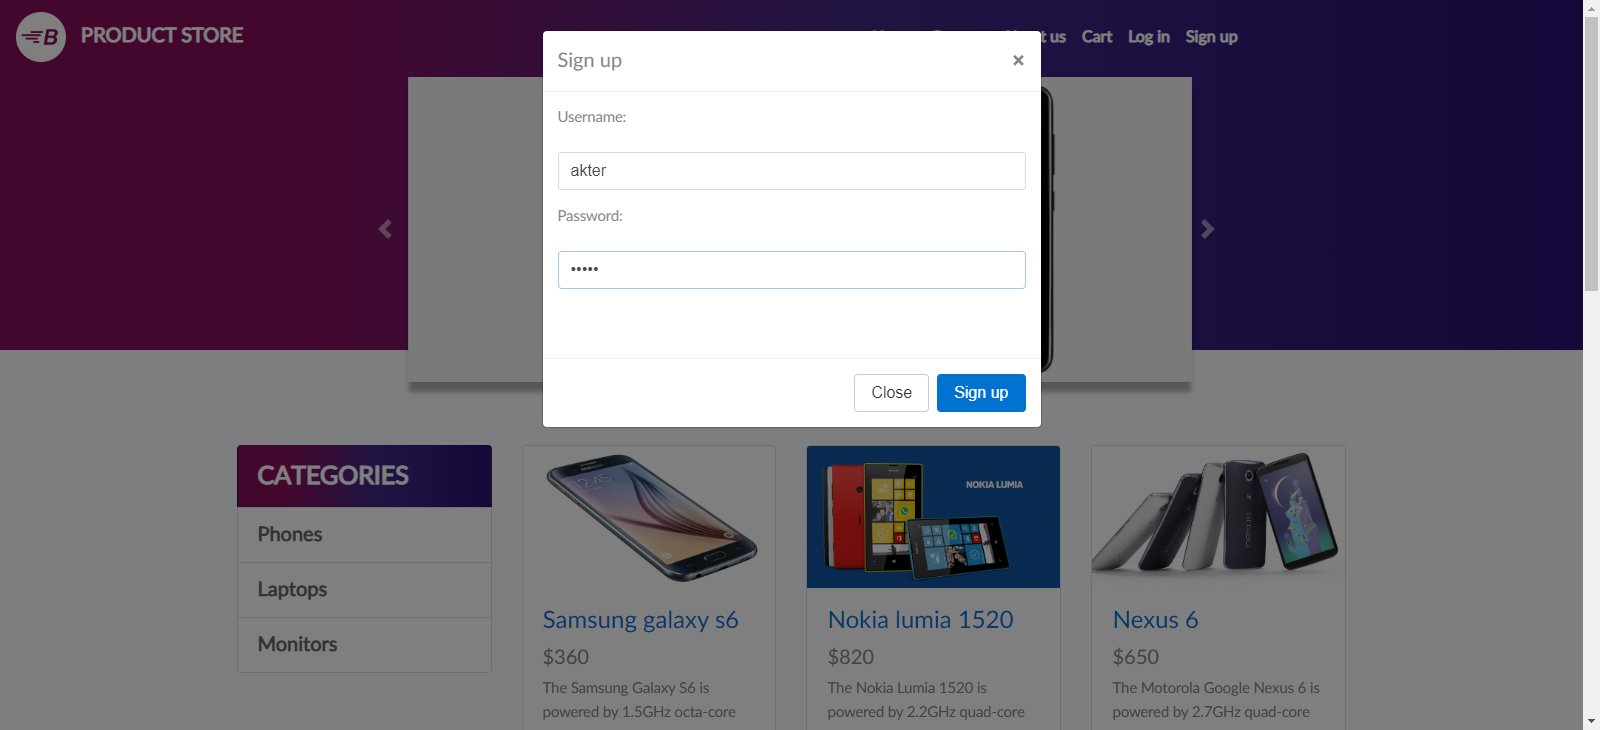 B PRODUCT STORE
us Cart Log in Sign up
Sign up ×
Username:
akter
Password:
•••••
Close Sign up
CATEGORIES
Phones
Laptops
Monitors
12:45
NOKIA LUMIA
nexus
Samsung galaxy s6
$360
The Samsung Galaxy S6 is
powered by 1.5GHz octa-core
Nokia lumia 1520
$820
The Nokia Lumia 1520 is
powered by 2.2GHz quad-core
Nexus 6
$650
The Motorola Google Nexus 6 is
powered by 2.7GHz quad-core